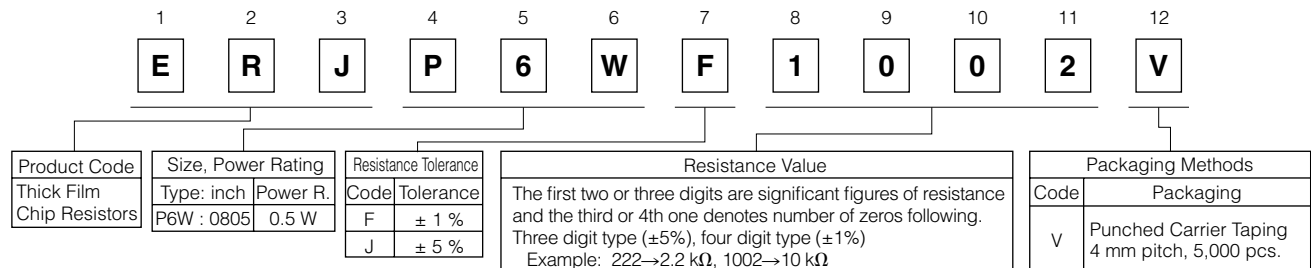 1 2 3 4 5 6 7 8 9 10 11 12
E R J P 6 W F 1 0 0 2 V
Product Code
Thick Film
Chip Resistors
Size, Power Rating
Type: inch Power R.
P6W : 0805 0.5 W
Resistance Tolerance
Code Tolerance
F ± 1 %
J ± 5 %
Resistance Value
The first two or three digits are significant figures of resistance
and the third or 4th one denotes number of zeros following.
Three digit type (±5%), four digit type (±1%)
Example: 222→2.2 kΩ, 1002→10 kΩ
Packaging Methods
Code Packaging
V Punched Carrier Taping
4 mm pitch, 5,000 pcs.